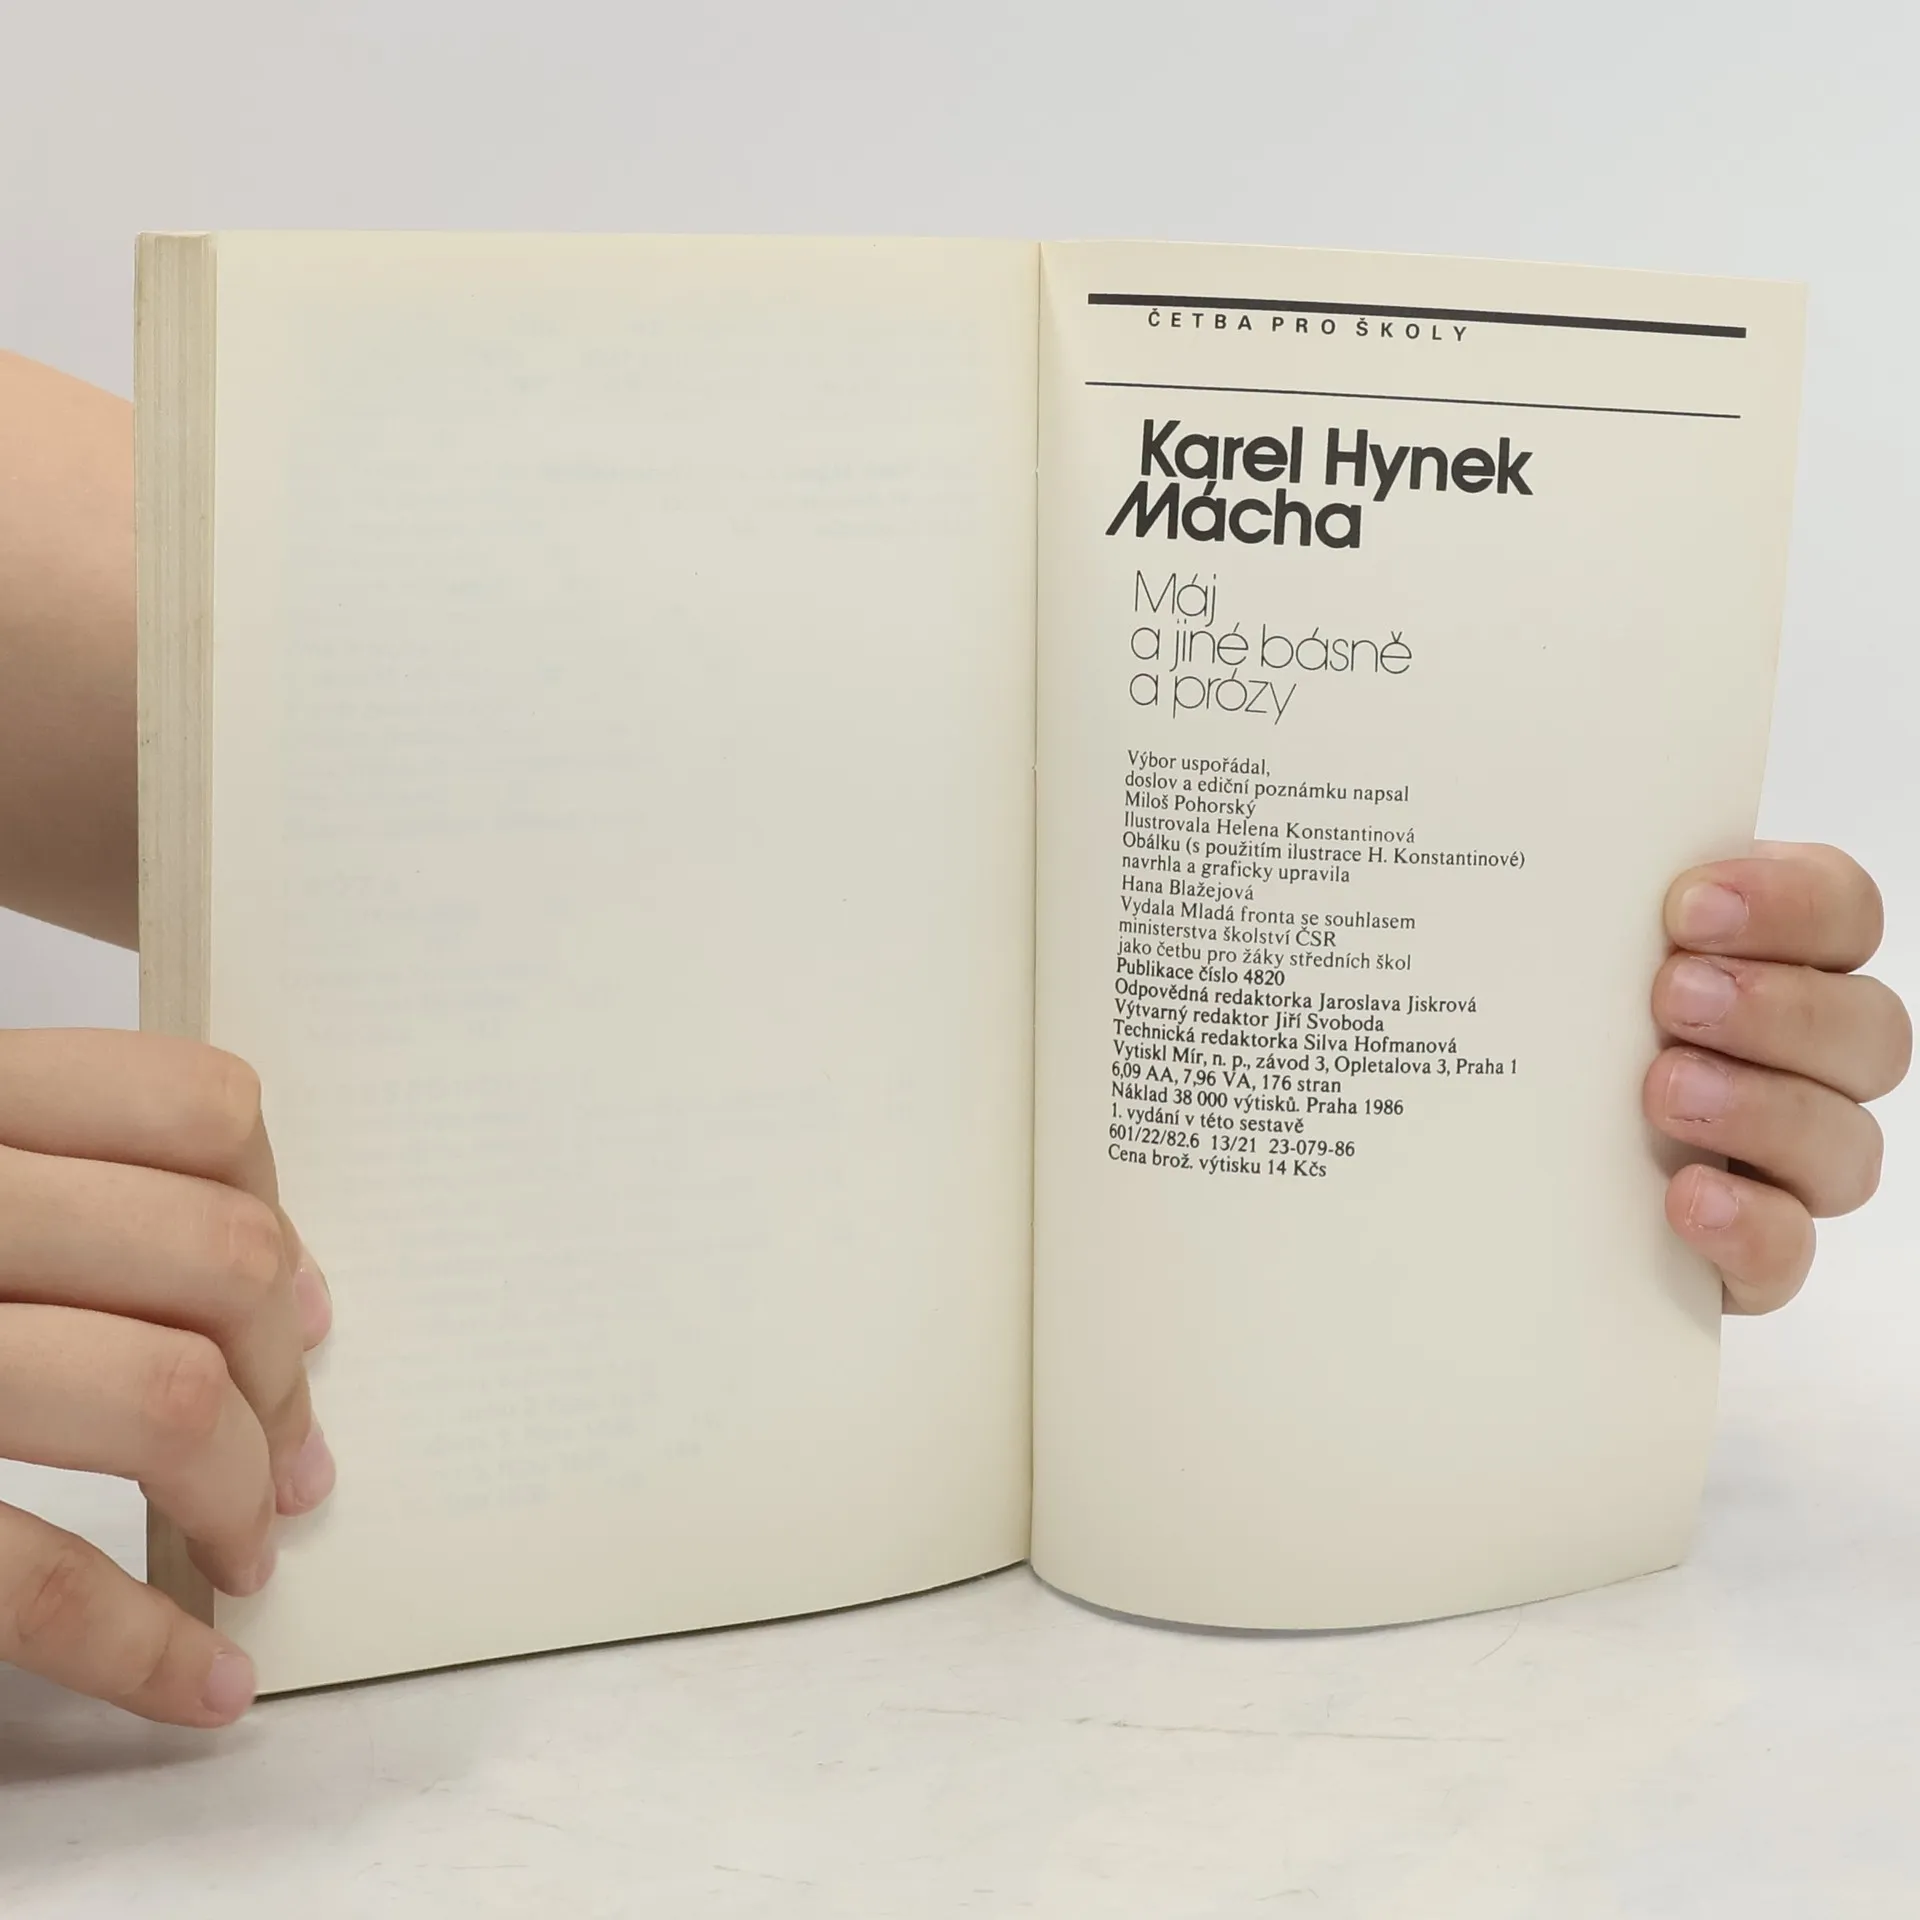 ČETBA PRO ŠKOLY
Karel Hynek
Mácha
Máj
a jiné básně
a prózy
Výbor uspořádal,
doslov a ediční poznámku napsal
Miloš Pohorský
Ilustrovala Helena Konstantinová
Obálku (s použitím ilustrace H. Konstantinové)
navrhla a graficky upravila
Hana Blažejová
Vydala Mladá fronta se souhlasem
ministerstva školství ČSR
jako četbu pro žáky středních škol
Publikace číslo 4820
Odpovědná redaktorka Jaroslava Jiskrová
Výtvarný redaktor Jiří Svoboda
Technická redaktorka Silva Hofmanová
Vytiskl Mír, n. p., závod 3, Opletalova 3, Praha 1
6,09 AA, 7,96 VA, 176 stran
Náklad 38 000 výtisků. Praha 1986
1. vydání v této sestavě
601/22/82.6 13/21 23-079-86
Cena brož. výtisku 14 Kčs